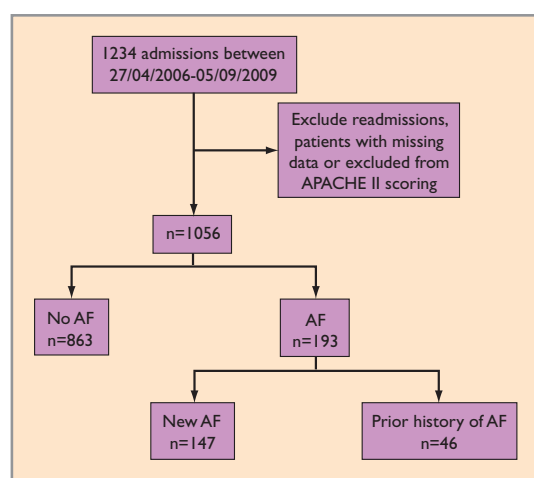 1234 admissions between
27/04/2006-05/09/2009
Exclude readmissions,
patients with missing
data or excluded from
APACHE II scoring
n=1056
No AF
n=863
AF
n=193
New AF
n=147
Prior history of AF
n=46